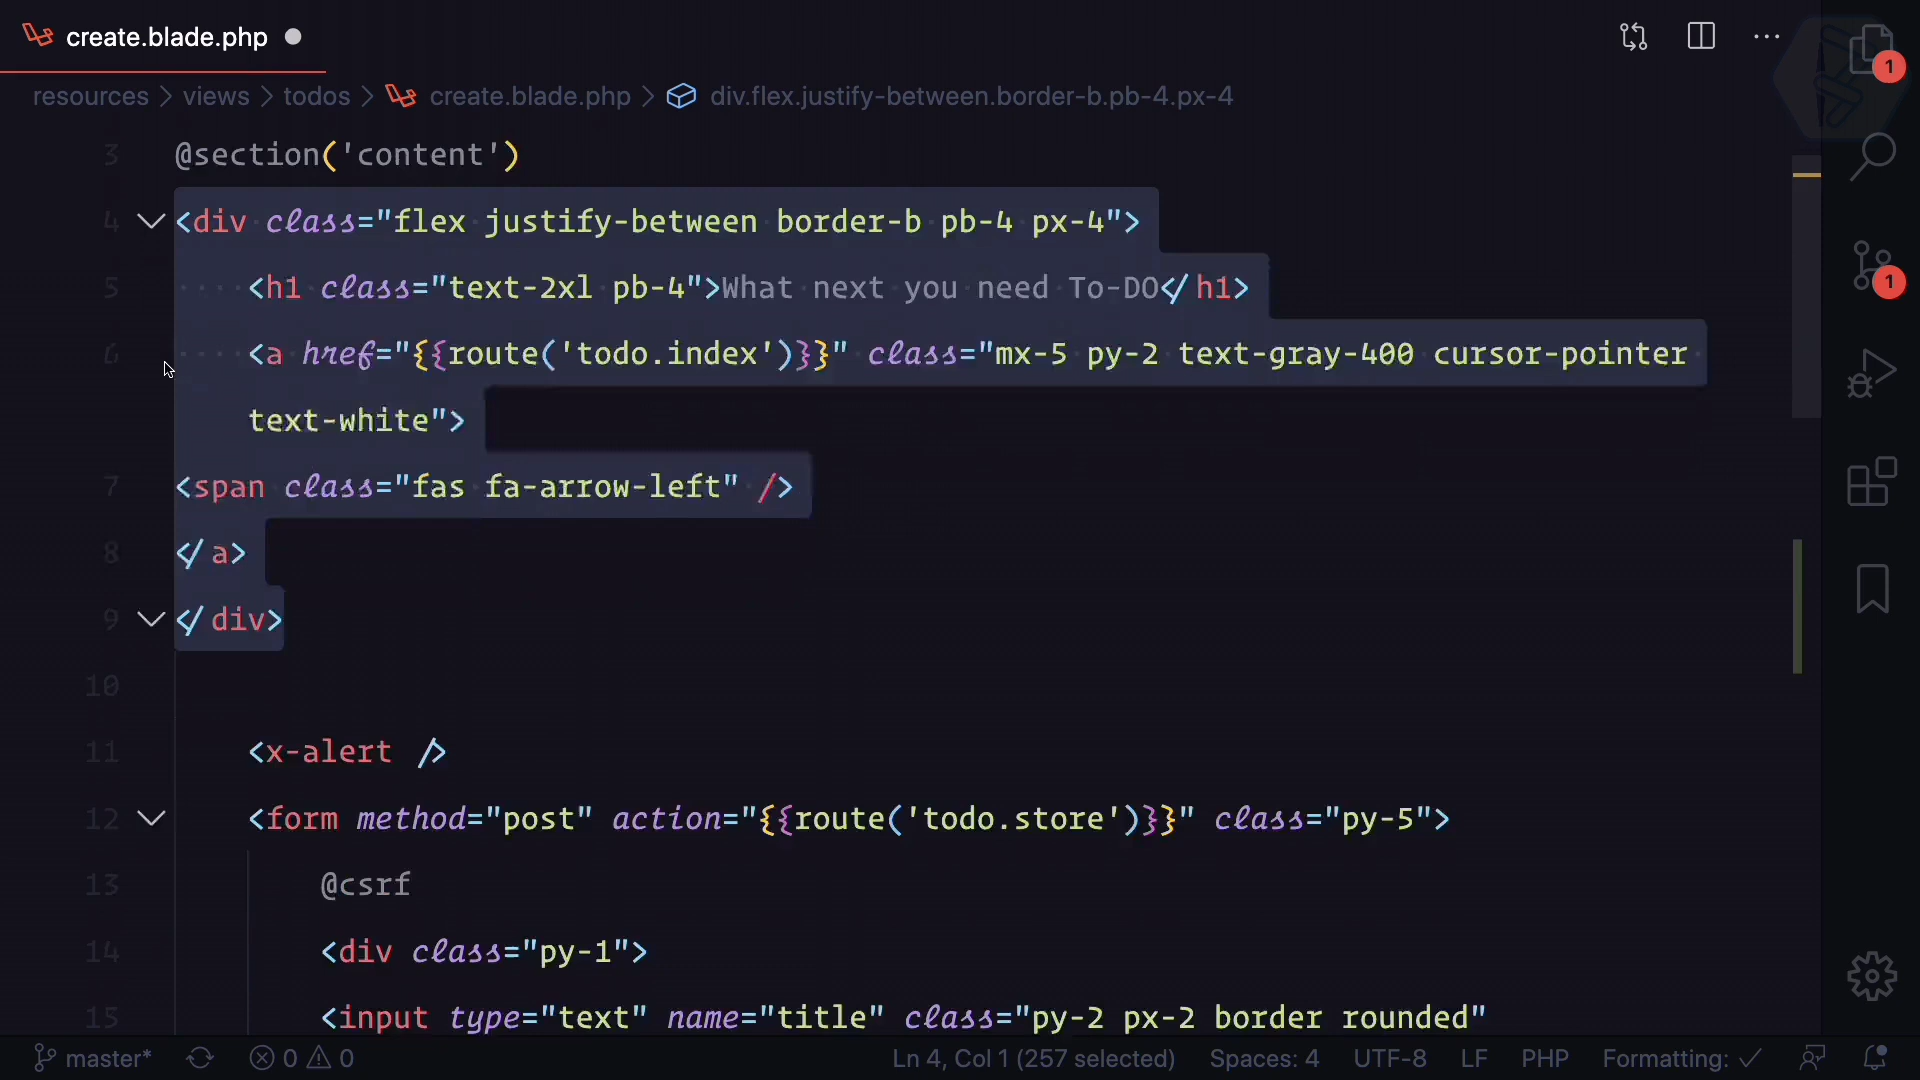 create.blade.php
1
resources > views > todos > create.blade.php > div.flex.justify-between.border-b.pb-4.px-4
3 @section('content')
4 <div class="flex justify-between border-b pb-4 px-4">
5 <h1 class="text-2xl pb-4">What next you need To-DO</h1>
6 <a href="{{route('todo.index')}}" class="mx-5 py-2 text-gray-400 cursor-pointer
text-white">
7 <span class="fas fa-arrow-left" />
8 </a>
9 </div>
10
11 <x-alert />
12 <form method="post" action="{{route('todo.store')}}" class="py-5">
13 @csrf
14 <div class="py-1">
15 <input type="text" name="title" class="py-2 px-2 border rounded"
1
master* 0 0 Ln 4, Col 1 (257 selected) Spaces: 4 UTF-8 LF PHP Formatting: ✓